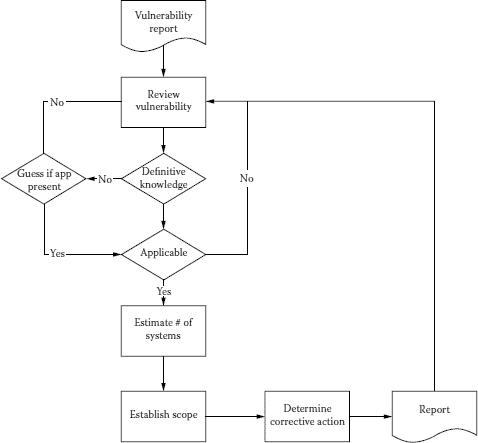 Vulnerability
report
Review
vulnerability
No
Guess if app
present
No
Definitive
knowledge
No
Yes
Applicable
Yes
Estimate # of
systems
Establish scope
Determine
corrective action
Report